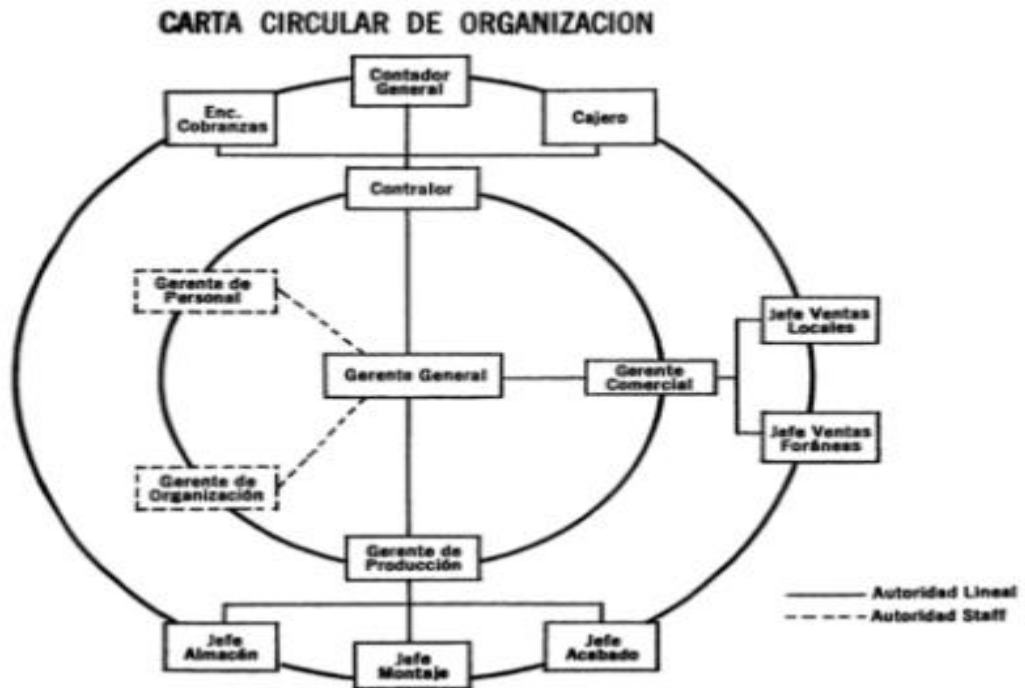 CARTA CIRCULAR DE ORGANIZACION
Contador
General
Enc.
Cobranzas
Cajero
Contralor
Gerente de
Personal
Jefe Ventas
Locales
Gerente General
Gerente
Comercial
Jefe Ventas
Foráneas
Gerente de
Organización
Gerente de
Producción
Autoridad Lineal
Autoridad Staff
Jefe
Almacén
Jefe
Montaje
Jefe
Acabado